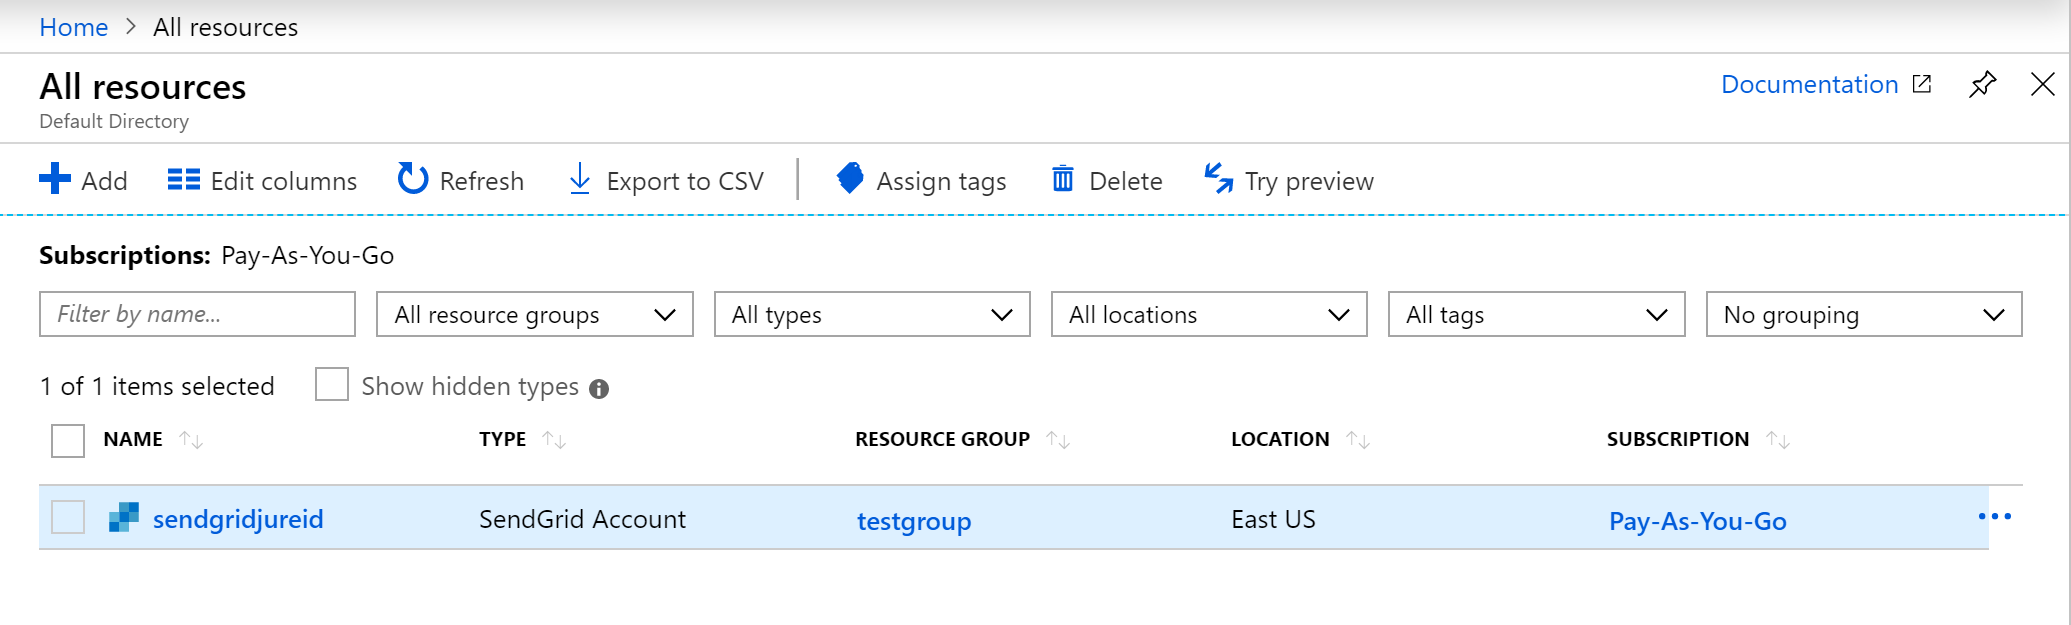 Home > All resources
All resources
Documentation
Default Directory
Add Edit columns Refresh Export to CSV Assign tags Delete Try preview
Subscriptions: Pay-As-You-Go
Filter by name... All resource groups All types All locations All tags No grouping
1 of 1 items selected Show hidden types
NAME TYPE RESOURCE GROUP LOCATION SUBSCRIPTION
sendgridjureid SendGrid Account testgroup East US Pay-As-You-Go